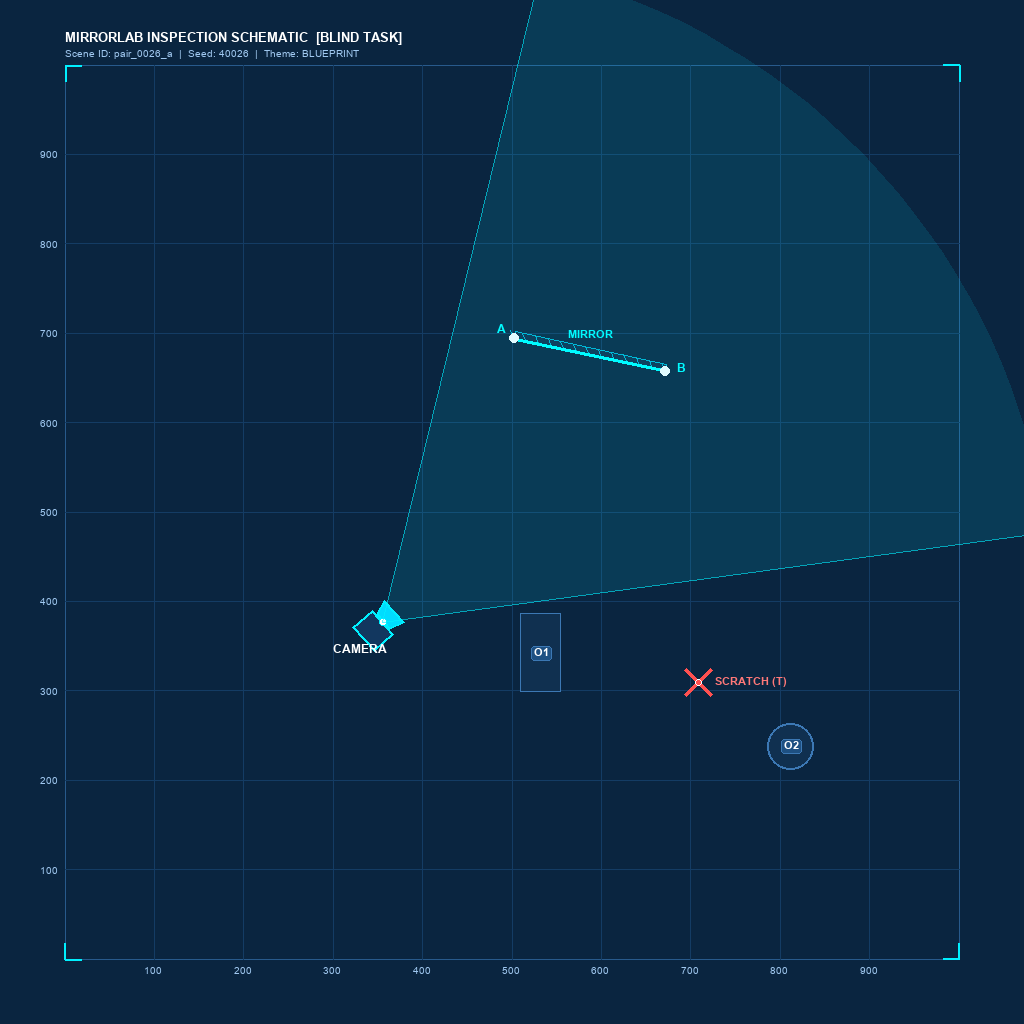 MIRRORLAB INSPECTION SCHEMATIC [BLIND TASK]
Scene ID: pair_0026_a | Seed: 40026 | Theme: BLUEPRINT
900
800
700
A
MIRROR
B
600
500
400
CAMERA
O1
300
SCRATCH (T)
O2
200
100
100 200 300 400 500 600 700 800 900